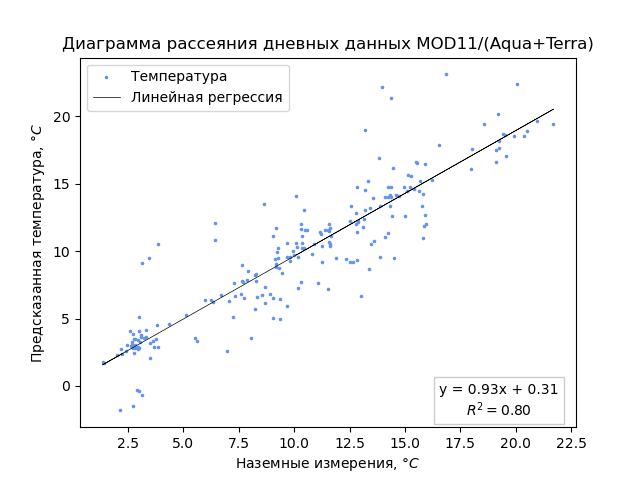 Диаграмма рассеяния дневных данных MOD11/(Aqua+Terra)
Температура
Линейная регрессия
Предсказанная температура, °C
20
15
10
5
0
y = 0.93x + 0.31
R² = 0.80
2.5 5.0 7.5 10.0 12.5 15.0 17.5 20.0 22.5
Наземные измерения, °C